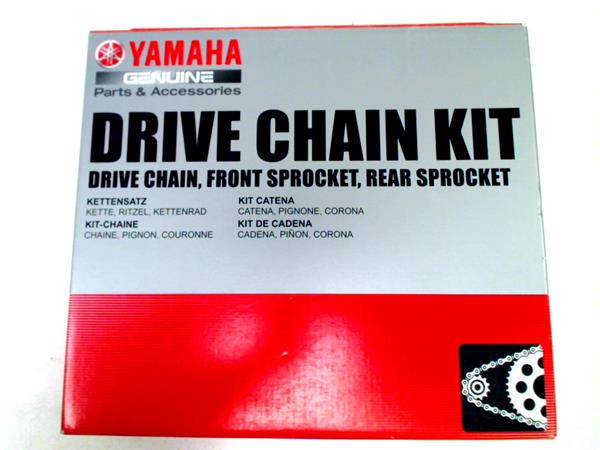 YAMAHA
GENUINE
Parts & Accessories
DRIVE CHAIN KIT
DRIVE CHAIN, FRONT SPROCKET, REAR SPROCKET
KETTENSATZ
KETTE, RITZEL, KETTENRAD
KIT-CHAINE
CHAINE, PIGNON, COURONNE
KIT CATENA
CATENA, PIGNONE, CORONA
KIT DE CADENA
CADENA, PIÑON, CORONA